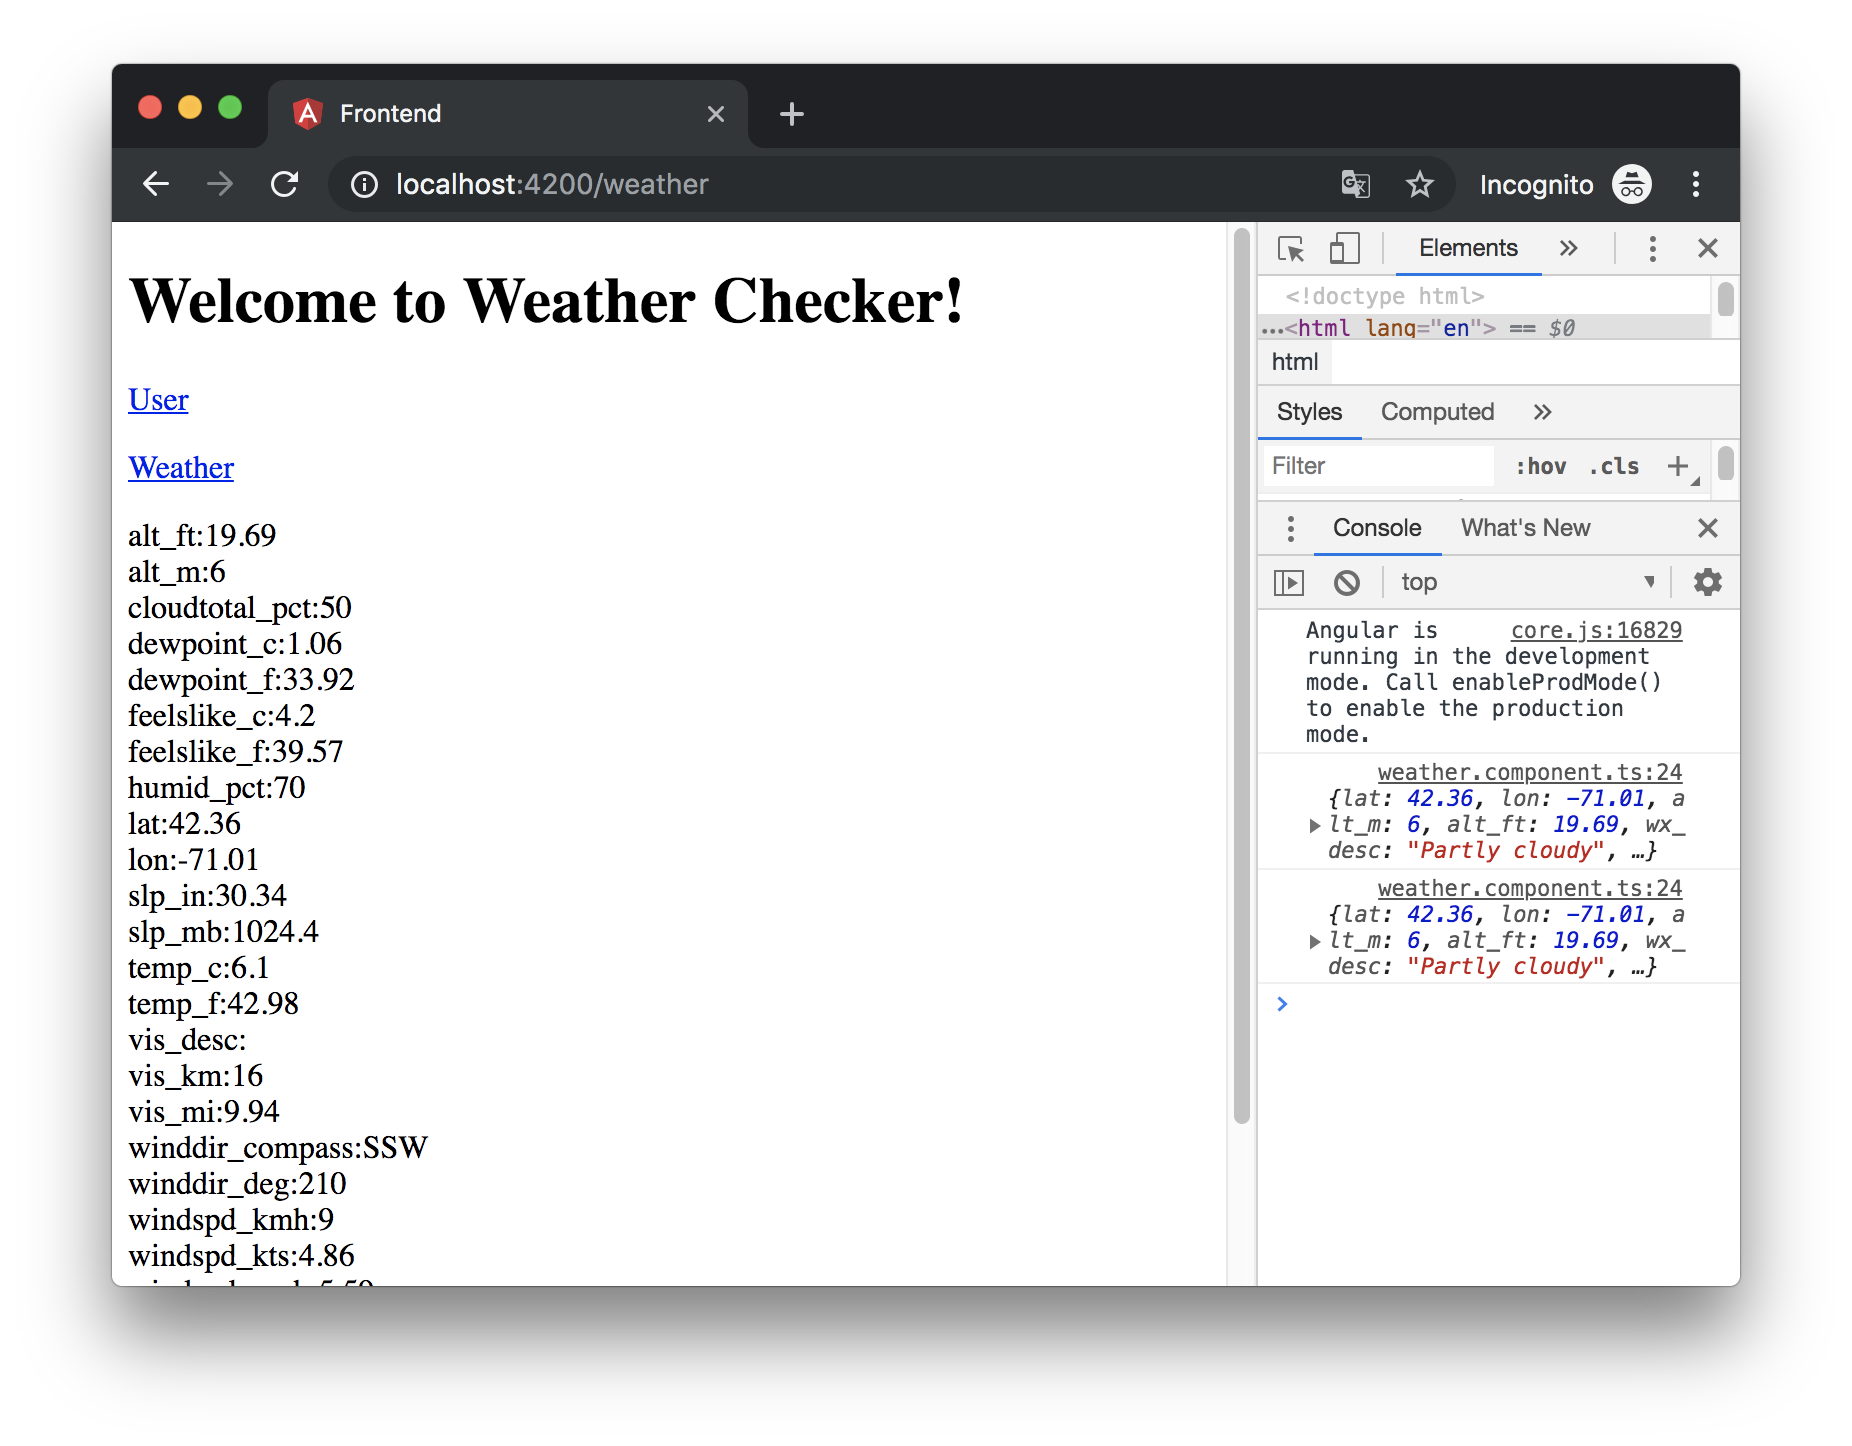 Frontend
localhost:4200/weather
Incognito
Welcome to Weather Checker!
User
Weather
alt_ft:19.69
alt_m:6
cloudtotal_pct:50
dewpoint_c:1.06
dewpoint_f:33.92
feelslike_c:4.2
feelslike_f:39.57
humid_pct:70
lat:42.36
lon:-71.01
slp_in:30.34
slp_mb:1024.4
temp_c:6.1
temp_f:42.98
vis_desc:
vis_km:16
vis_mi:9.94
winddir_compass:SSW
winddir_deg:210
windspd_kmh:9
windspd_kts:4.86
Elements
<!doctype html>
…<html lang="en"> == $0
html
Styles Computed
Filter :hov .cls
Console What's New
top
Angular is core.js:16829
running in the development
mode. Call enableProdMode()
to enable the production
mode.
weather.component.ts:24
{lat: 42.36, lon: -71.01, a
lt_m: 6, alt_ft: 19.69, wx_
desc: "Partly cloudy", …}
weather.component.ts:24
{lat: 42.36, lon: -71.01, a
lt_m: 6, alt_ft: 19.69, wx_
desc: "Partly cloudy", …}